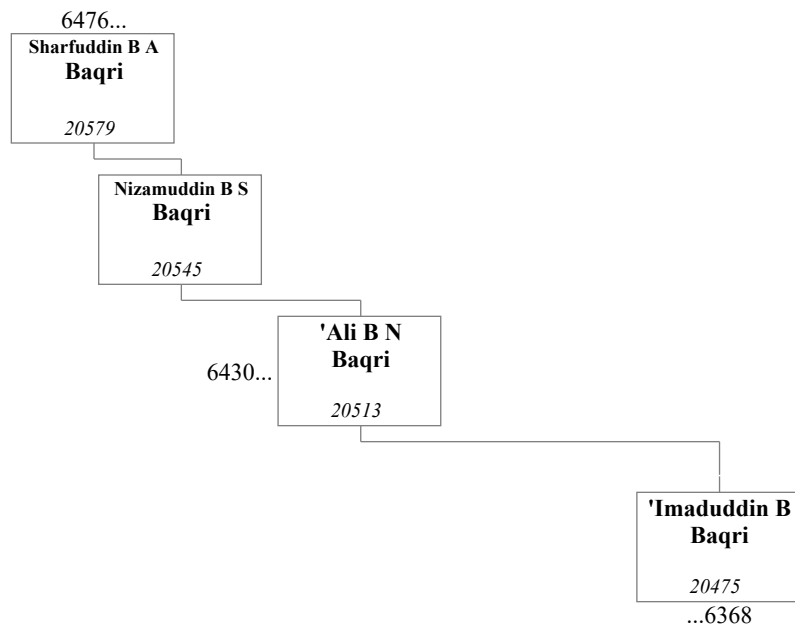 6476...
Sharfuddin B A
Baqri
20579
Nizamuddin B S
Baqri
20545
'Ali B N
Baqri
6430...
20513
'Imaduddin B
Baqri
20475
...6368